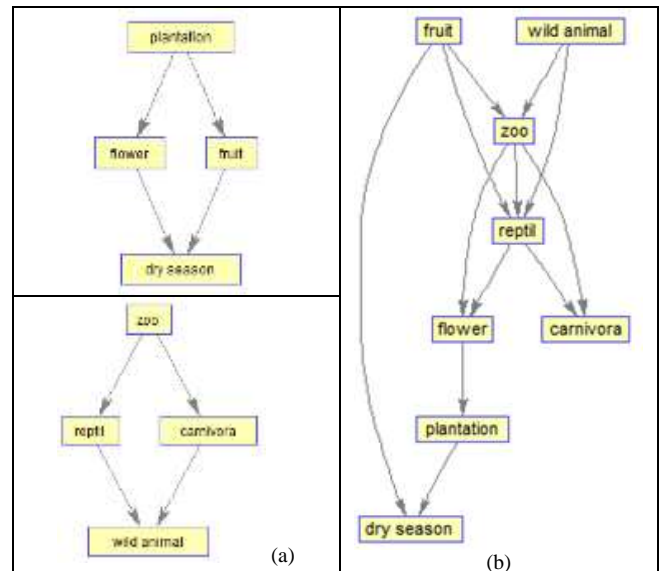 plantation
flower fruit
dry season
zoo
reptil carnivora
wild animal
(a)
fruit wild animal
zoo
reptil
flower carnivora
plantation
dry season
(b)